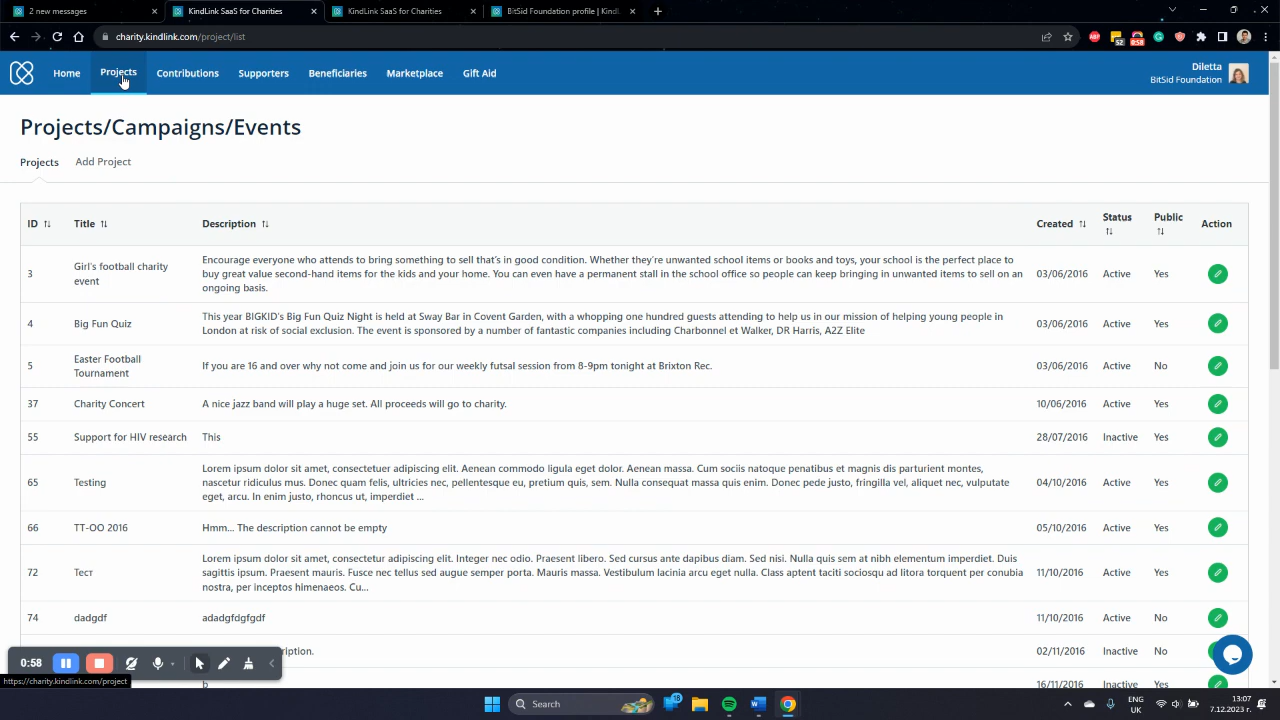 2 new messages
KindLink SaaS for Charities
KindLink SaaS for Charities
BitSid Foundation profile | KindL
charity.kindlink.com/project/list
52
0:58
Home
Projects
Contributions
Supporters
Beneficiaries
Marketplace
Gift Aid
Diletta
BitSid Foundation
Projects/Campaigns/Events
Projects
Add Project
ID
Title
Description
Created
Status
Public
Action
3
Girl's football charity
event
Encourage everyone who attends to bring something to sell that's in good condition. Whether they're unwanted school items or books and toys, your school is the perfect place to
buy great value second-hand items for the kids and your home. You can even have a permanent stall in the school office so people can keep bringing in unwanted items to sell on an
ongoing basis.
03/06/2016
Active
Yes
4
Big Fun Quiz
This year BIGKID's Big Fun Quiz Night is held at Sway Bar in Covent Garden, with a whopping one hundred guests attending to help us in our mission of helping young people in
London at risk of social exclusion. The event is sponsored by a number of fantastic companies including Charbonnel et Walker, DR Harris, A2Z Elite
03/06/2016
Active
Yes
5
Easter Football
Tournament
If you are 16 and over why not come and join us for our weekly futsal session from 8-9pm tonight at Brixton Rec.
03/06/2016
Active
No
37
Charity Concert
A nice jazz band will play a huge set. All proceeds will go to charity.
10/06/2016
Active
Yes
55
Support for HIV research
This
28/07/2016
Inactive
Yes
65
Testing
Lorem ipsum dolor sit amet, consectetuer adipiscing elit. Aenean commodo ligula eget dolor. Aenean massa. Cum sociis natoque penatibus et magnis dis parturient montes,
nascetur ridiculus mus. Donec quam felis, ultricies nec, pellentesque eu, pretium quis, sem. Nulla consequat massa quis enim. Donec pede justo, fringilla vel, aliquet nec, vulputate
eget, arcu. In enim justo, rhoncus ut, imperdiet ...
04/10/2016
Active
Yes
66
TT-OO 2016
Hmm... The description cannot be empty
05/10/2016
Active
Yes
72
Тест
Lorem ipsum dolor sit amet, consectetur adipiscing elit. Integer nec odio. Praesent libero. Sed cursus ante dapibus diam. Sed nisi. Nulla quis sem at nibh elementum imperdiet. Duis
sagittis ipsum. Praesent mauris. Fusce nec tellus sed augue semper porta. Mauris massa. Vestibulum lacinia arcu eget nulla. Class aptent taciti sociosqu ad litora torquent per conubia
nostra, per inceptos himenaeos. Cu...
11/10/2016
Active
Yes
74
dadgdf
adadgfdgfgdf
11/10/2016
Active
No
ription.
02/11/2016
Inactive
No
b
16/11/2016
Inactive
Yes
0:58
https://charity.kindlink.com/project
Search
18
ENG
UK
13:07
7.12.2023 г.